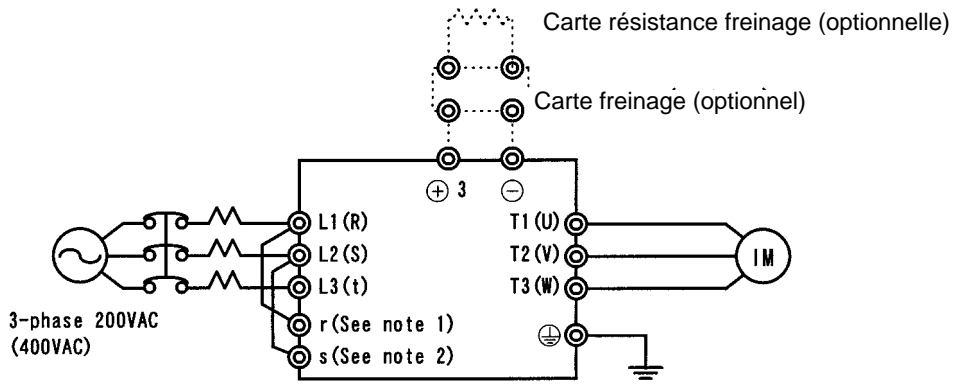 Carte résistance freinage (optionnelle)
Carte freinage (optionnel)
⊕ 3 ⊖
L1(R) T1(U)
L2(S) T2(V) IM
L3(t) T3(W)
3-phase 200VAC
(400VAC)
r(See note 1)
s(See note 2)